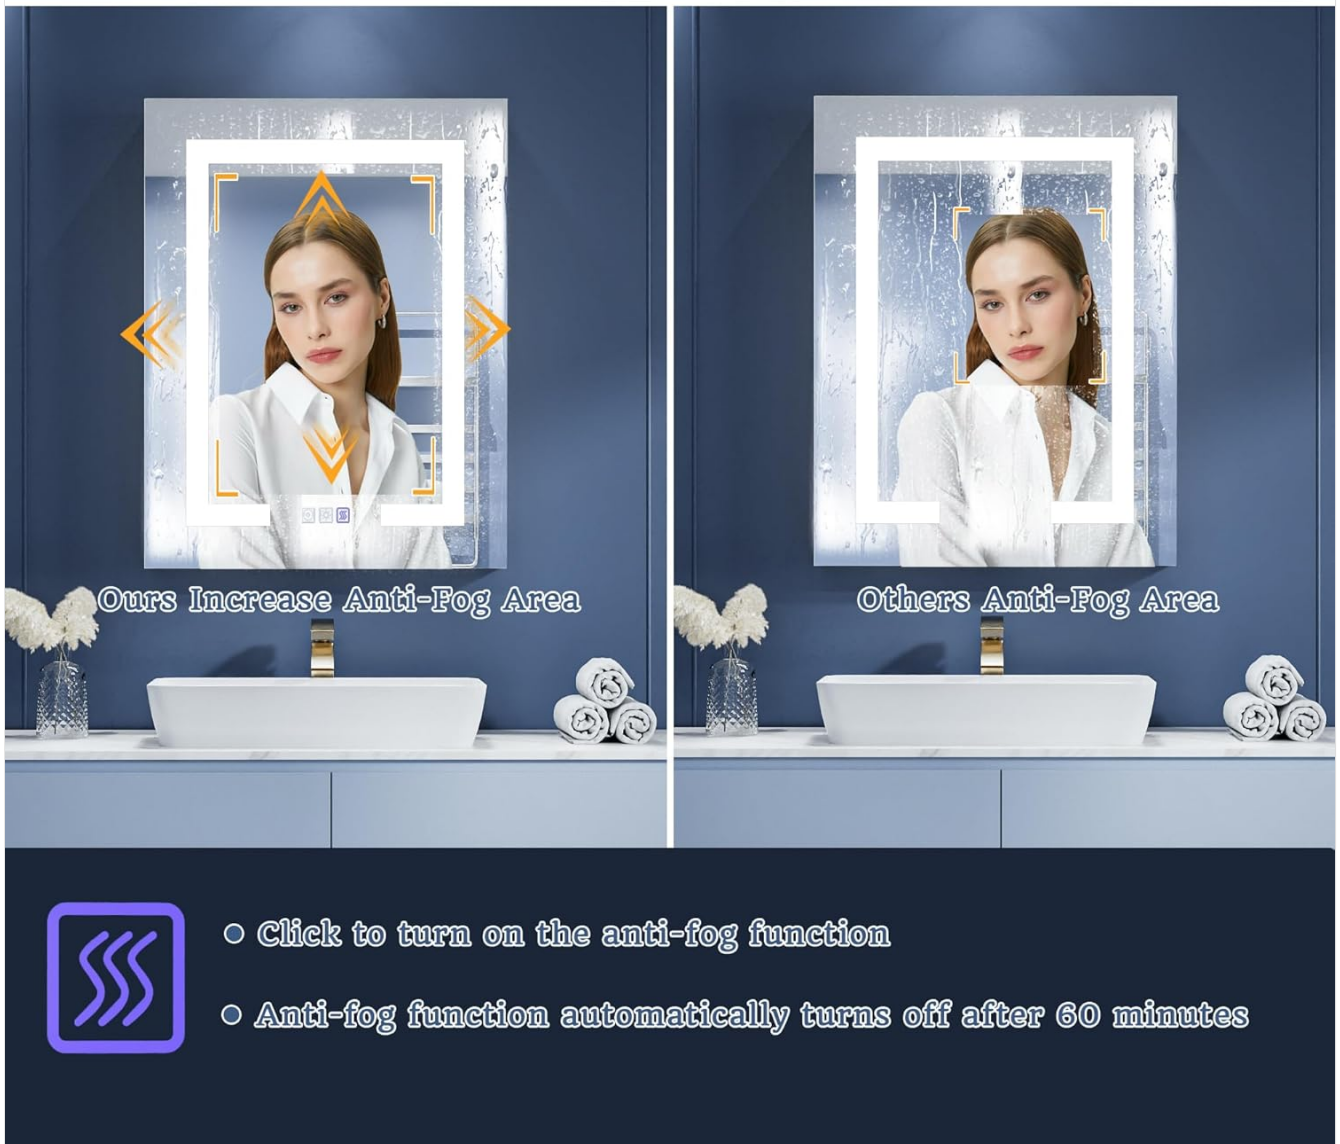 Ours Increase Anti-Fog Area
Others Anti-Fog Area
Click to turn on the anti-fog function
Anti-fog function automatically turns off after 60 minutes